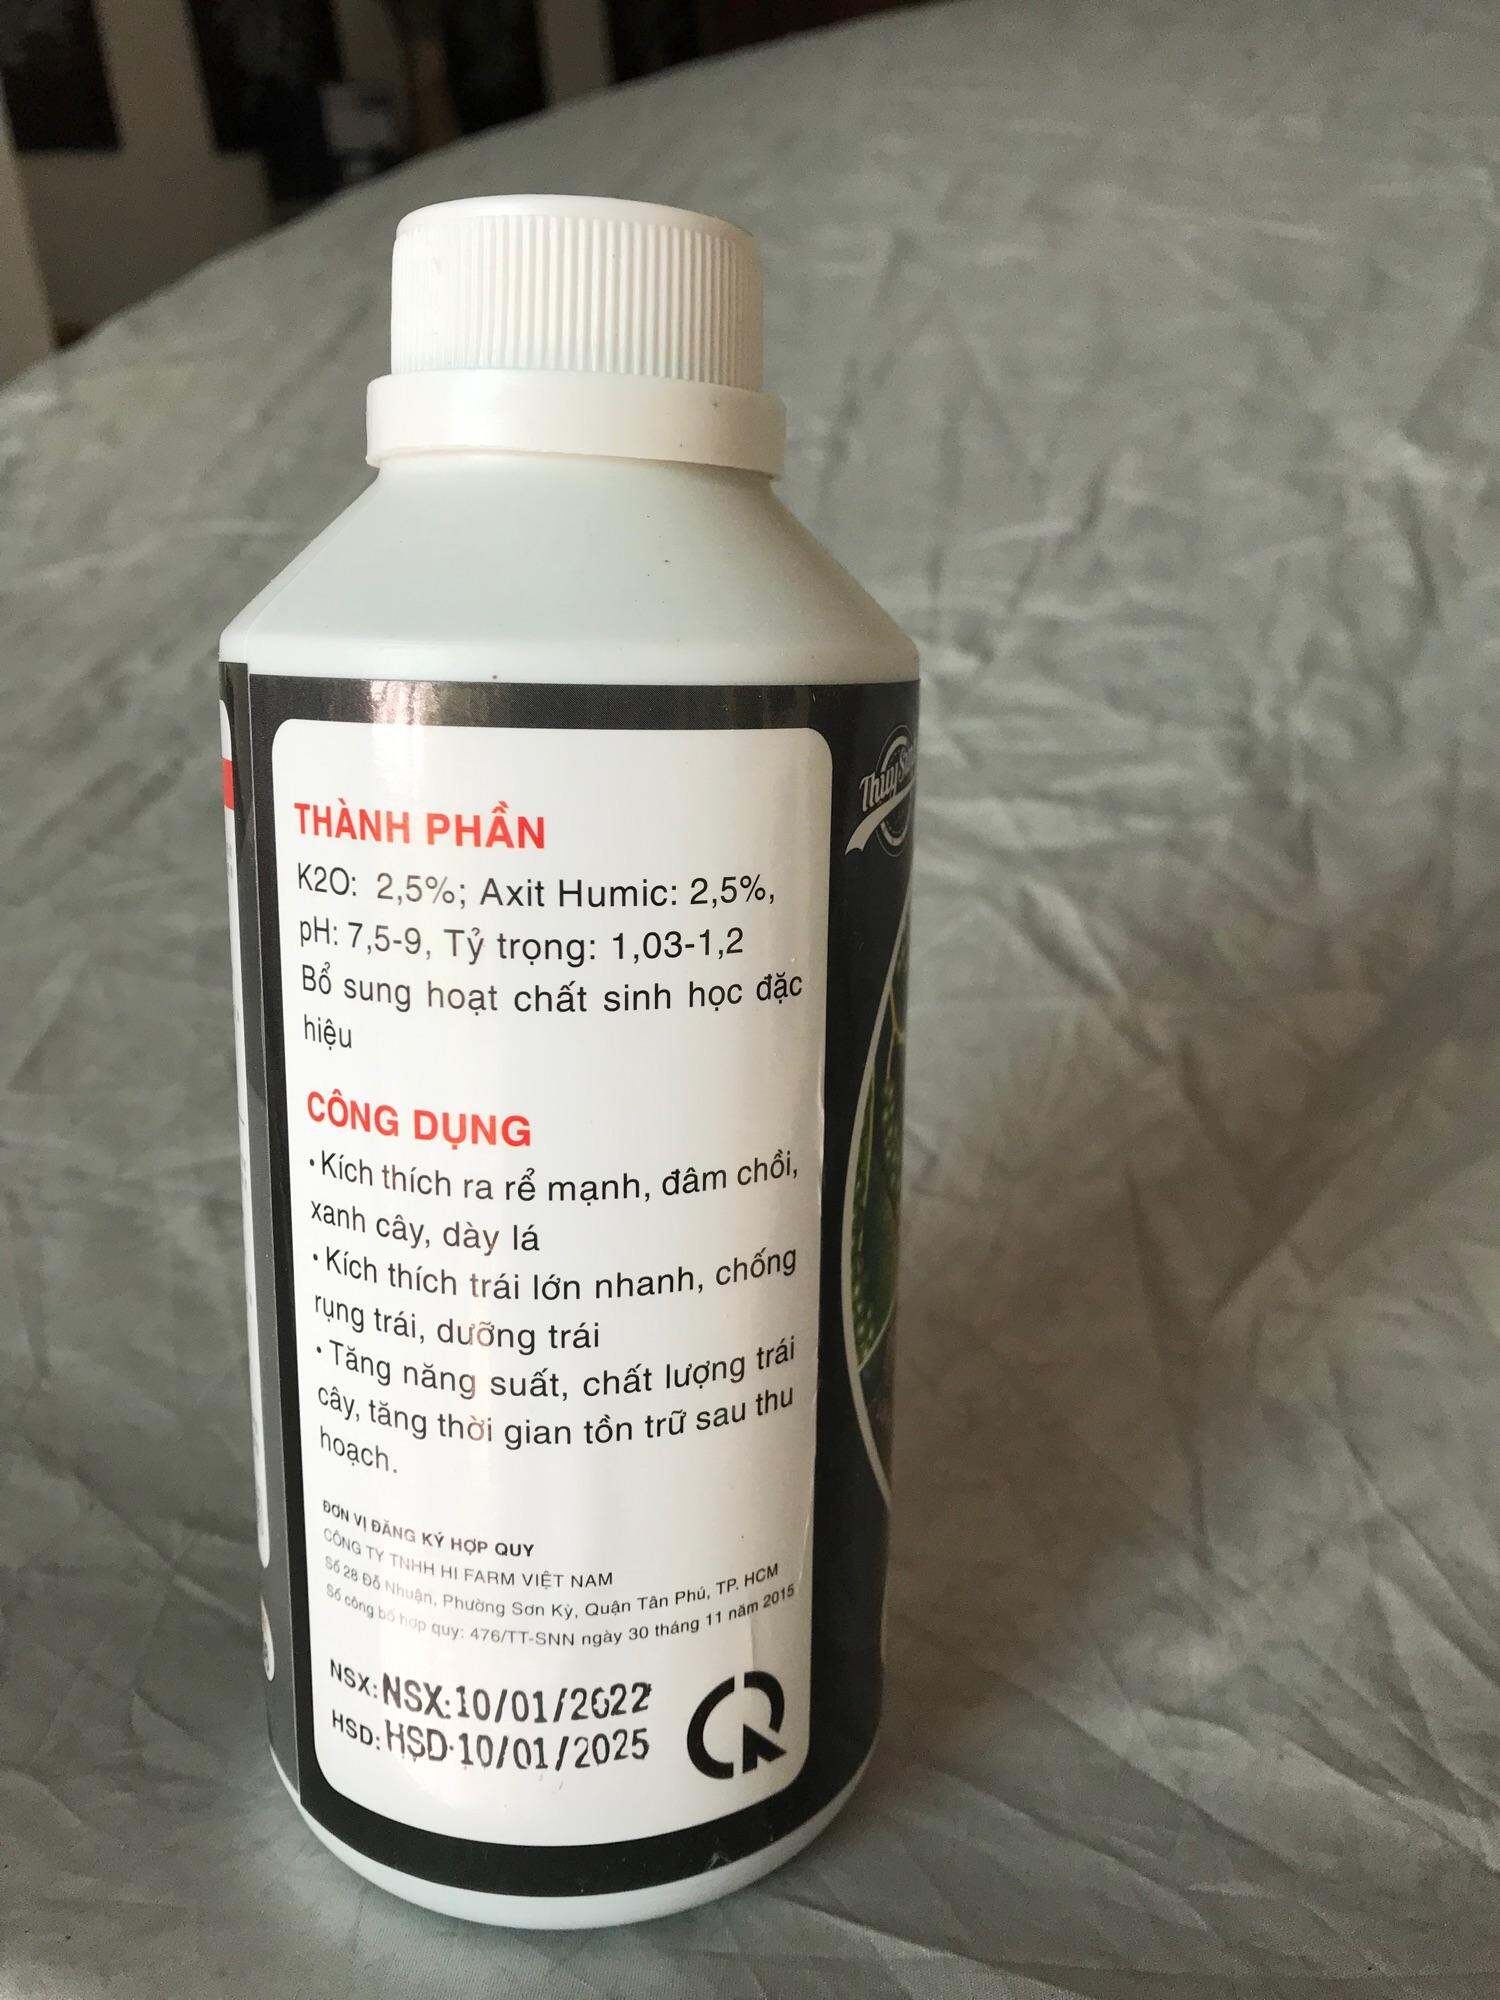 THÀNH PHẦN
K2O: 2,5%; Axit Humic: 2,5%,
pH: 7,5-9, Tỷ trọng: 1,03-1,2
Bổ sung hoạt chất sinh học đặc
hiệu
CÔNG DỤNG
•Kích thích ra rể mạnh, đâm chồi,
xanh cây, dày lá
•Kích thích trái lớn nhanh, chống
rụng trái, dưỡng trái
•Tăng năng suất, chất lượng trái
cây, tăng thời gian tồn trữ sau thu
hoạch.
ĐƠN VỊ ĐĂNG KÝ HỢP QUY
CÔNG TY TNHH HI FARM VIỆT NAM
Số 28 Đỗ Nhuận, Phường Sơn Kỳ, Quận Tân Phú, TP. HCM
Số công bố hợp quy: 476/TT-SNN ngày 30 tháng 11 năm 2015
NSX: NSX:10/01/2022
HSD: HSD:10/01/2025
Thuỷ